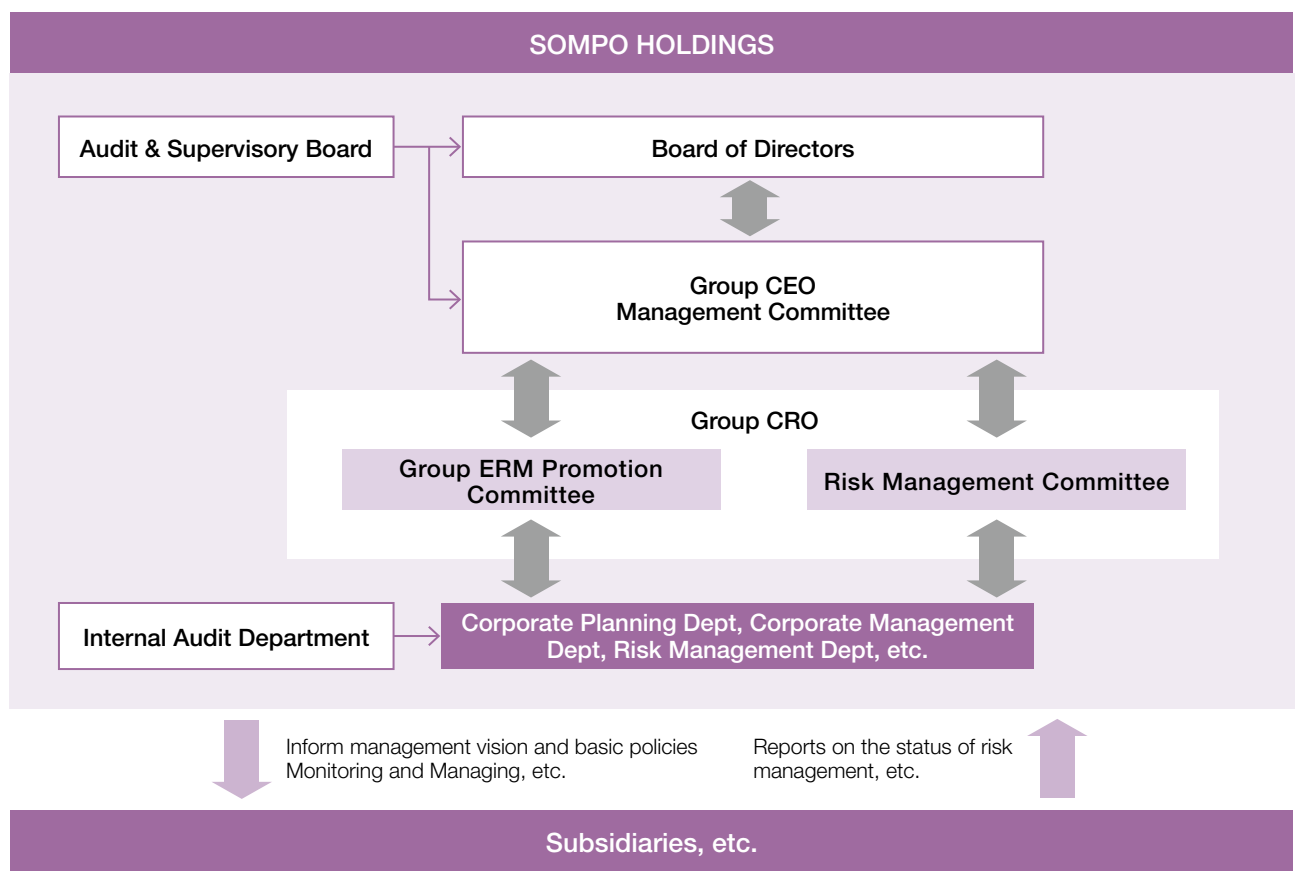 SOMPO HOLDINGS
Audit & Supervisory Board
Board of Directors
Group CEO
Management Committee
Group CRO
Group ERM Promotion
Committee
Risk Management Committee
Internal Audit Department
Corporate Planning Dept, Corporate Management
Dept, Risk Management Dept, etc.
Inform management vision and basic policies
Monitoring and Managing, etc.
Reports on the status of risk
management, etc.
Subsidiaries, etc.